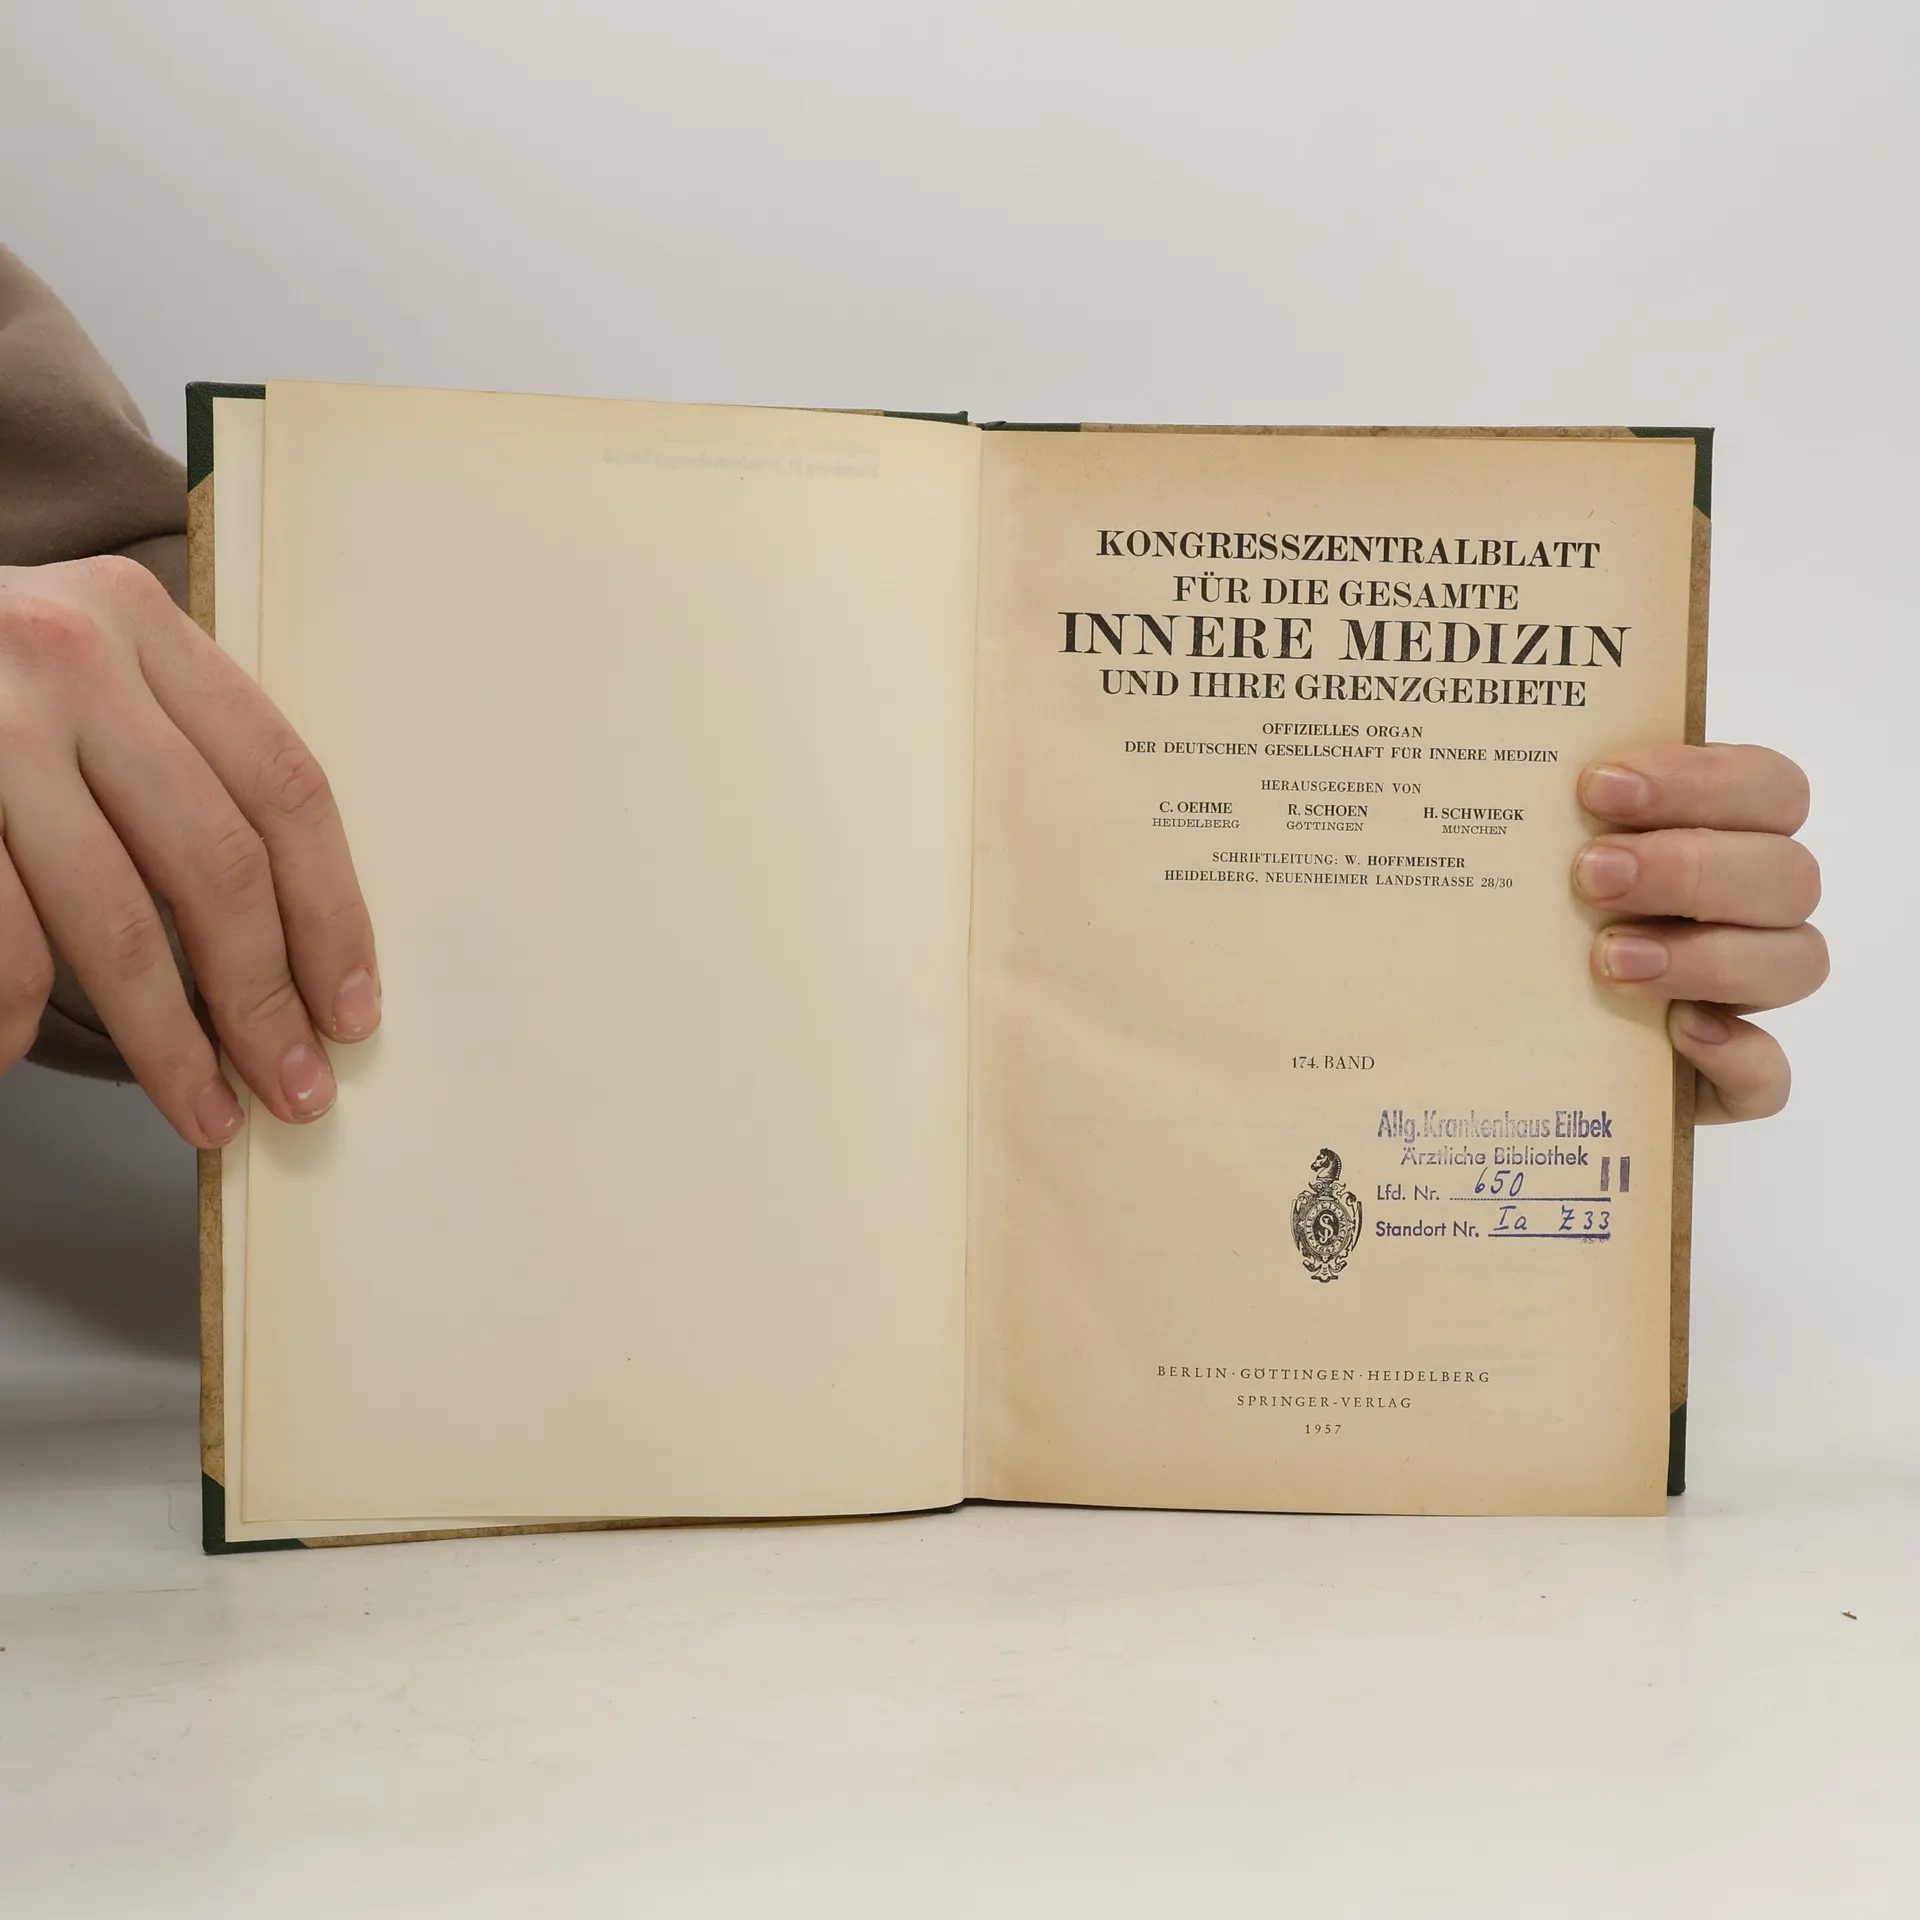 KONGRESSZENTRALBLATT
FÜR DIE GESAMTE
INNERE MEDIZIN
UND IHRE GRENZGEBIETE
OFFIZIELLES ORGAN
DER DEUTSCHEN GESELLSCHAFT FÜR INNERE MEDIZIN
HERAUSGEGEBEN VON
C. OEHME R. SCHOEN H. SCHWIEGK
HEIDELBERG GÖTTINGEN MÜNCHEN
SCHRIFTLEITUNG: W. HOFFMEISTER
HEIDELBERG, NEUENHEIMER LANDSTRASSE 28/30
174. BAND
Allg. Krankenhaus Eilbek
Ärztliche Bibliothek II
Lfd. Nr. 650
Standort Nr. Ia Z 33
BERLIN · GÖTTINGEN · HEIDELBERG
SPRINGER-VERLAG
1957